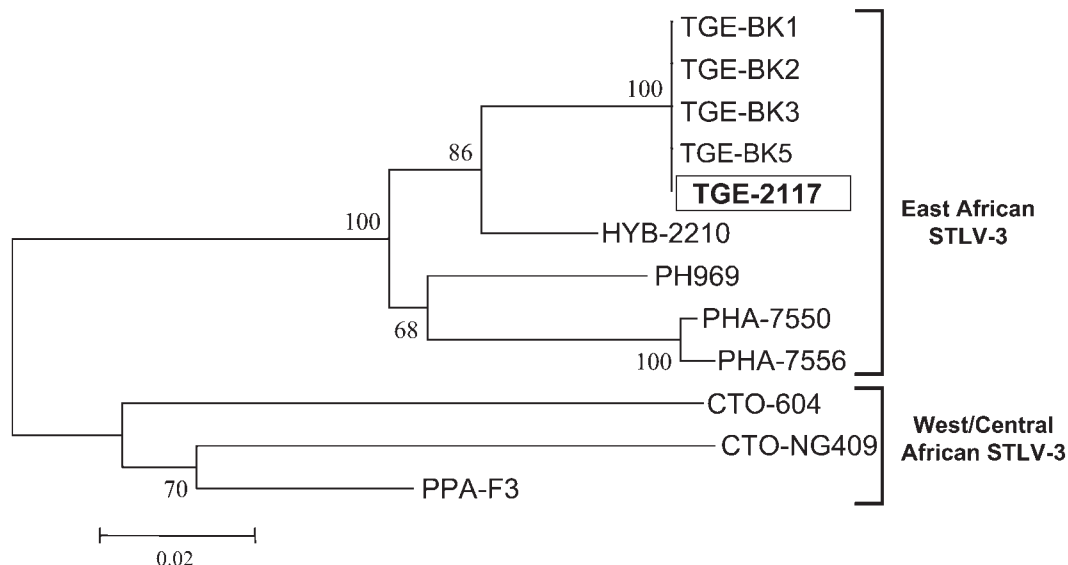 TGE-BK1
TGE-BK2
100
TGE-BK3
86
TGE-BK5
TGE-2117
100
East African
STLV-3
HYB-2210
PH969
68
PHA-7550
100
PHA-7556
CTO-604
West/Central
African STLV-3
CTO-NG409
70
PPA-F3
0.02